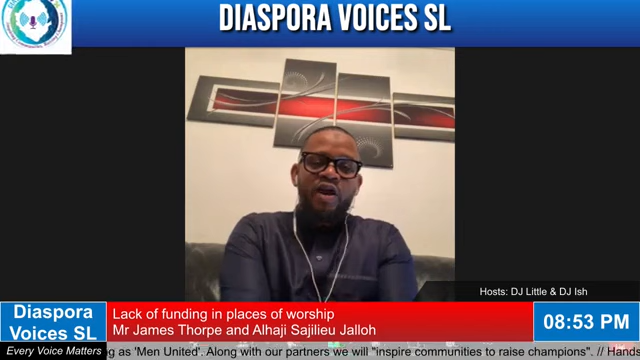 DIASPORA VOICES SL
Hosts: DJ Little & DJ Ish
Diaspora
Voices SL
Lack of funding in places of worship
Mr James Thorpe and Alhaji Sajilieu Jalloh
08:53 PM
Every Voice Matters
g as 'Men United'. Along with our partners we will "inspire communities to raise champions". // Hands